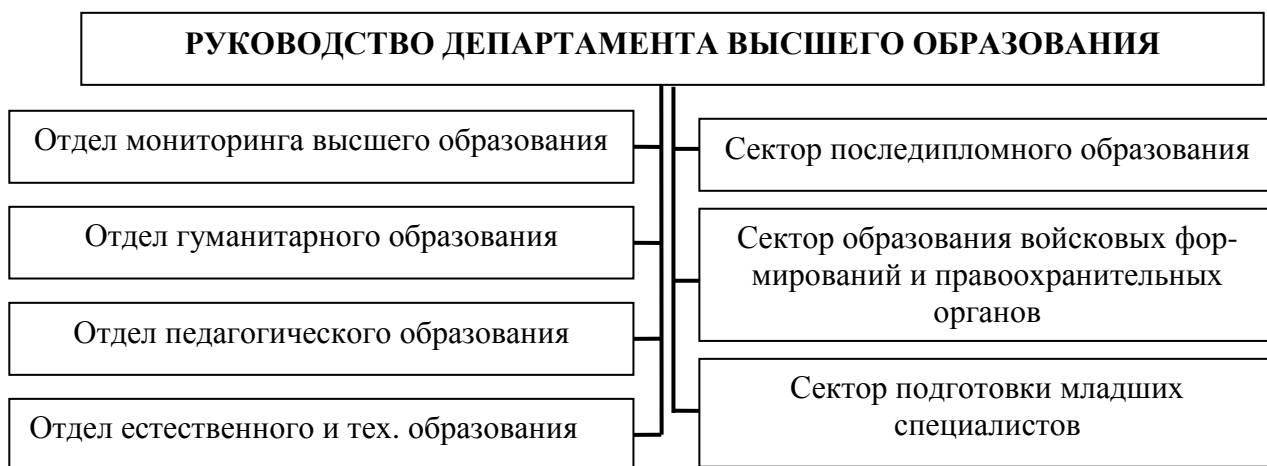 РУКОВОДСТВО ДЕПАРТАМЕНТА ВЫСШЕГО ОБРАЗОВАНИЯ
Отдел мониторинга высшего образования
Отдел гуманитарного образования
Отдел педагогического образования
Отдел естественного и тех. образования
Сектор последипломного образования
Сектор образования войсковых фор-
мирований и правоохранительных
органов
Сектор подготовки младших
специалистов